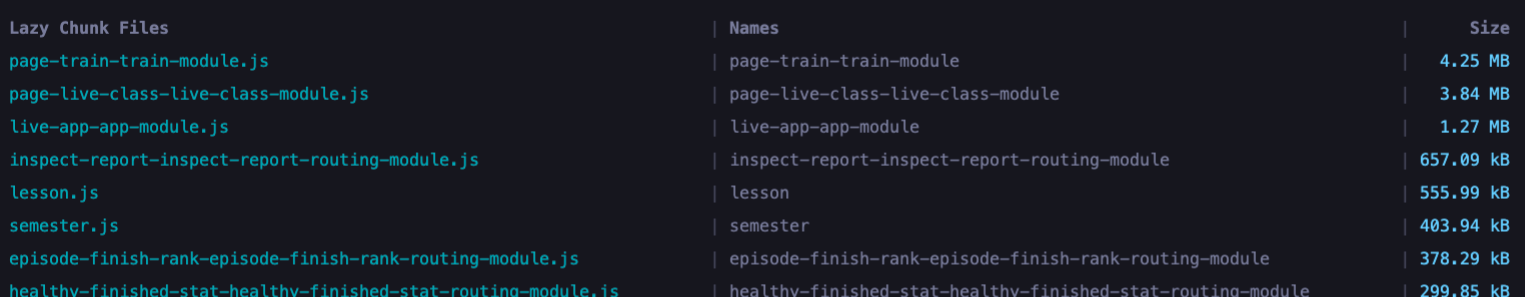 Lazy Chunk Files | Names | Size
page-train-train-module.js | page-train-train-module | 4.25 MB
page-live-class-live-class-module.js | page-live-class-live-class-module | 3.84 MB
live-app-app-module.js | live-app-app-module | 1.27 MB
inspect-report-inspect-report-routing-module.js | inspect-report-inspect-report-routing-module | 657.09 kB
lesson.js | lesson | 555.99 kB
semester.js | semester | 403.94 kB
episode-finish-rank-episode-finish-rank-routing-module.js | episode-finish-rank-episode-finish-rank-routing-module | 378.29 kB
healthy-finished-stat-healthy-finished-stat-routing-module.js | healthy-finished-stat-healthy-finished-stat-routing-module | 299.85 kB